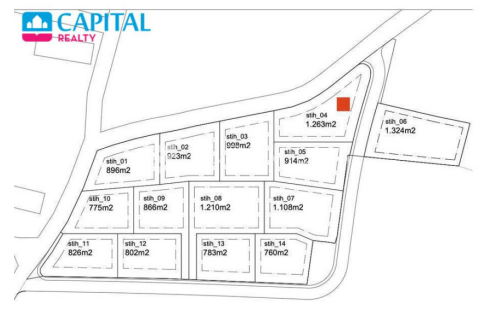 CAPITAL
REALTY
stih_04
1.263m2
stih_06
1.324m2
stih_03
998m2
stih_02
923m2
stih_05
914m2
stih_01
896m2
stih_10
775m2
stih_09
866m2
stih_08
1.210m2
stih_07
1.108m2
stih_11
826m2
stih_12
802m2
stih_13
783m2
stih_14
760m2